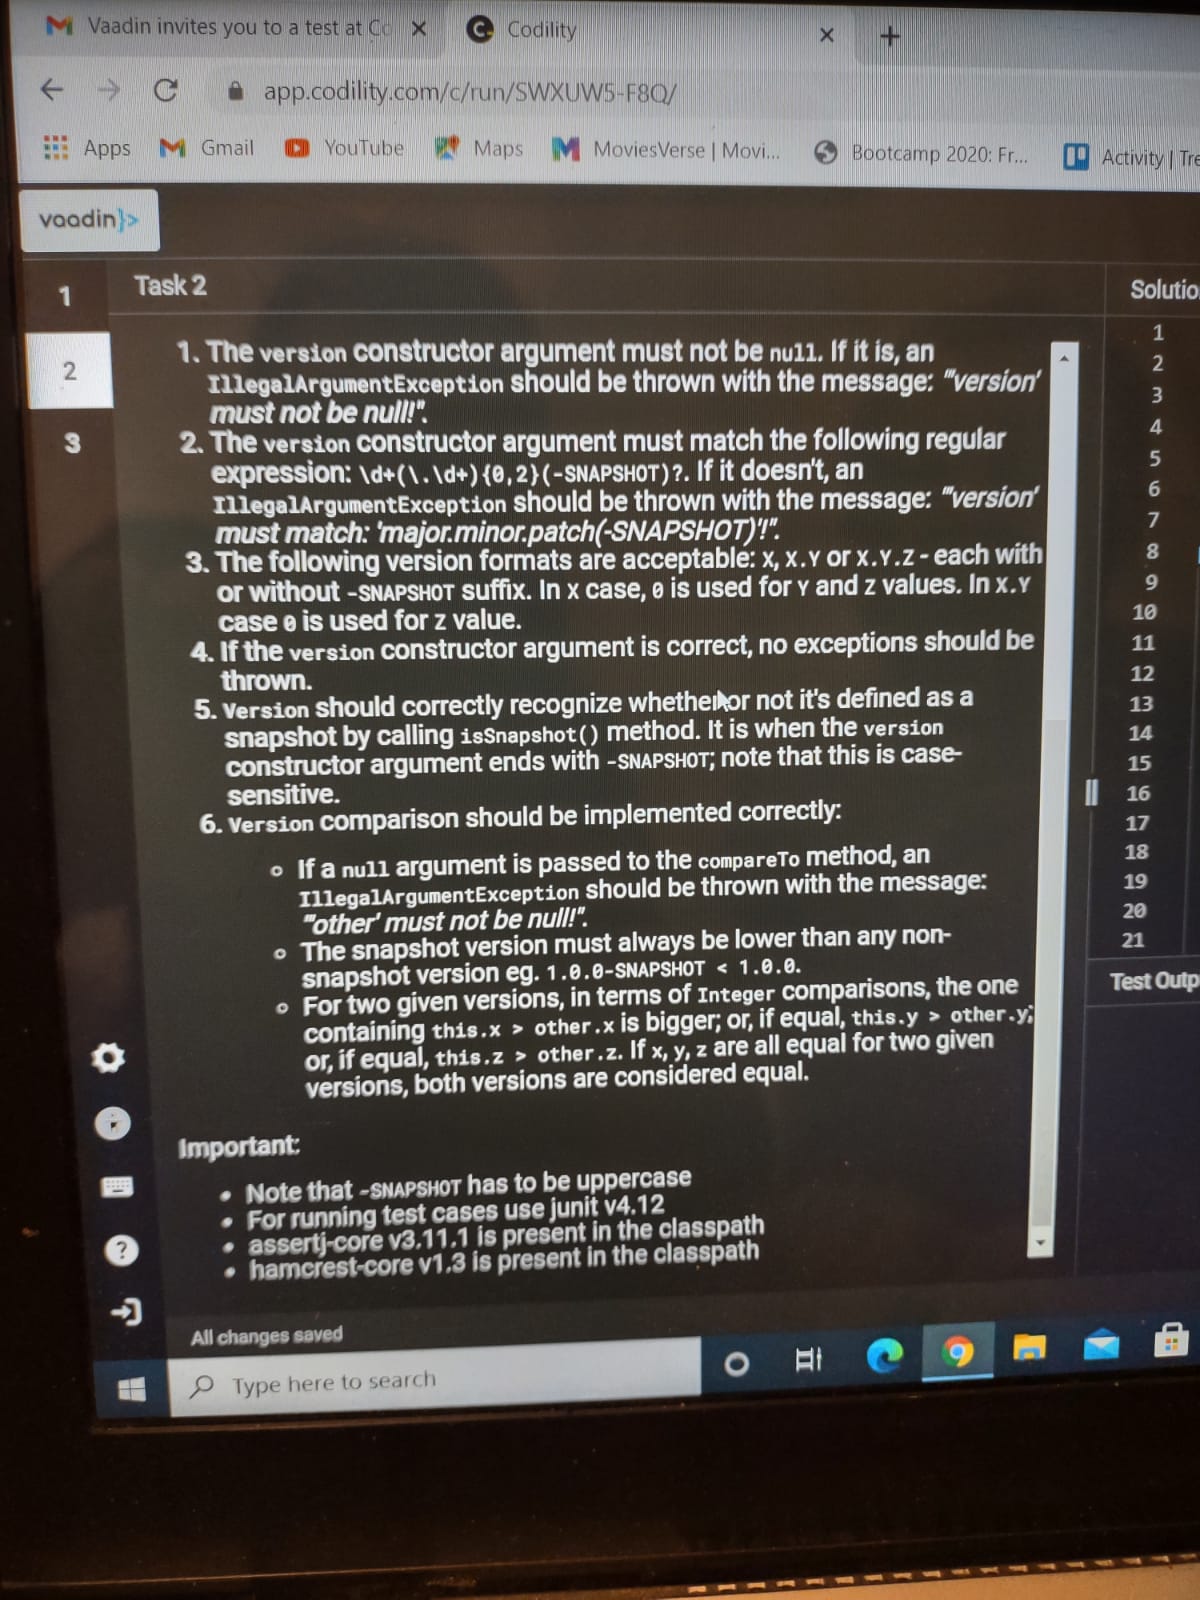 Vaadin invites you to a test at Co
Codility
app.codility.com/c/run/SWXUW5-F8Q/
Apps
Gmail
YouTube
Maps
MoviesVerse | Movi...
Bootcamp 2020: Fr...
Activity | Tre
vaadin}>
1
2
3
Task 2
1. The version constructor argument must not be null. If it is, an
IllegalArgumentException should be thrown with the message: "'version'
must not be null!".
2. The version constructor argument must match the following regular
expression: \d+(\.\d+){0,2}(-SNAPSHOT)?. If it doesn't, an
IllegalArgumentException should be thrown with the message: "'version'
must match: 'major.minor.patch(-SNAPSHOT)'!".
3. The following version formats are acceptable: X, X.Y or X.Y.Z - each with
or without -SNAPSHOT suffix. In X case, 0 is used for Y and Z values. In X.Y
case 0 is used for Z value.
4. If the version constructor argument is correct, no exceptions should be
thrown.
5. Version should correctly recognize whether or not it's defined as a
snapshot by calling isSnapshot() method. It is when the version
constructor argument ends with -SNAPSHOT; note that this is case-
sensitive.
6. Version comparison should be implemented correctly:
If a null argument is passed to the compareTo method, an
IllegalArgumentException should be thrown with the message:
"'other' must not be null!".
The snapshot version must always be lower than any non-
snapshot version eg. 1.0.0-SNAPSHOT < 1.0.0.
For two given versions, in terms of Integer comparisons, the one
containing this.x > other.x is bigger; or, if equal, this.y > other.y;
or, if equal, this.z > other.z. If x, y, z are all equal for two given
versions, both versions are considered equal.
Important:
Note that -SNAPSHOT has to be uppercase
For running test cases use junit v4.12
assertj-core v3.11.1 is present in the classpath
hamcrest-core v1.3 is present in the classpath
All changes saved
Solutio
1
2
3
4
5
6
7
8
9
10
11
12
13
14
15
16
17
18
19
20
21
Test Outp
Type here to search